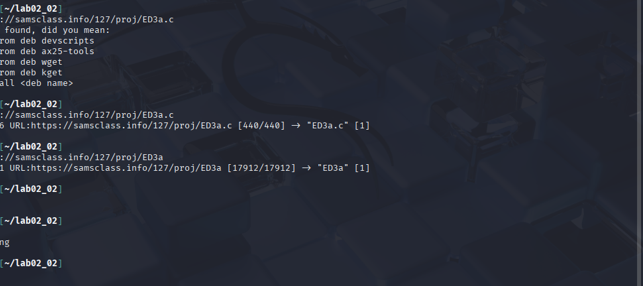 [~/lab02_02]
://samsclass.info/127/proj/ED3a.c
found, did you mean:
rom deb devscripts
rom deb ax25-tools
rom deb wget
rom deb kget
all <deb name>
[~/lab02_02]
://samsclass.info/127/proj/ED3a.c
6 URL:https://samsclass.info/127/proj/ED3a.c [440/440] → "ED3a.c" [1]
[~/lab02_02]
://samsclass.info/127/proj/ED3a
1 URL:https://samsclass.info/127/proj/ED3a [17912/17912] → "ED3a" [1]
[~/lab02_02]
[~/lab02_02]
ng
[~/lab02_02]